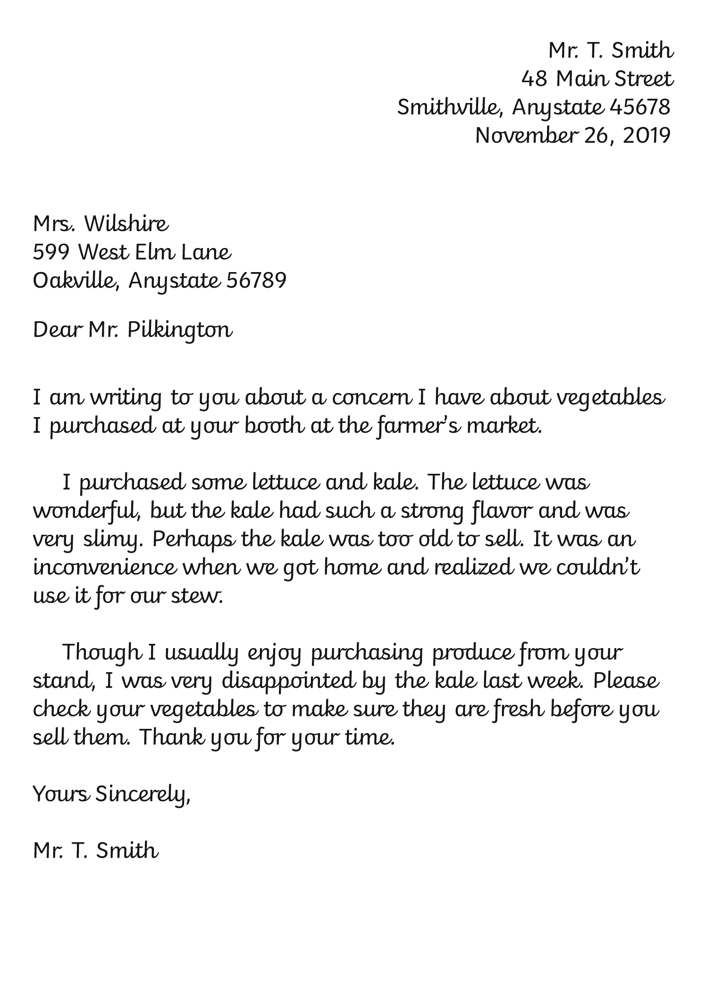 Mr. T. Smith
48 Main Street
Smithville, Anystate 45678
November 26, 2019
Mrs. Wilshire
599 West Elm Lane
Oakville, Anystate 56789
Dear Mr. Pilkington
I am writing to you about a concern I have about vegetables
I purchased at your booth at the farmer’s market.
I purchased some lettuce and kale. The lettuce was
wonderful, but the kale had such a strong flavor and was
very slimy. Perhaps the kale was too old to sell. It was an
inconvenience when we got home and realized we couldn’t
use it for our stew.
Though I usually enjoy purchasing produce from your
stand, I was very disappointed by the kale last week. Please
check your vegetables to make sure they are fresh before you
sell them. Thank you for your time.
Yours Sincerely,
Mr. T. Smith